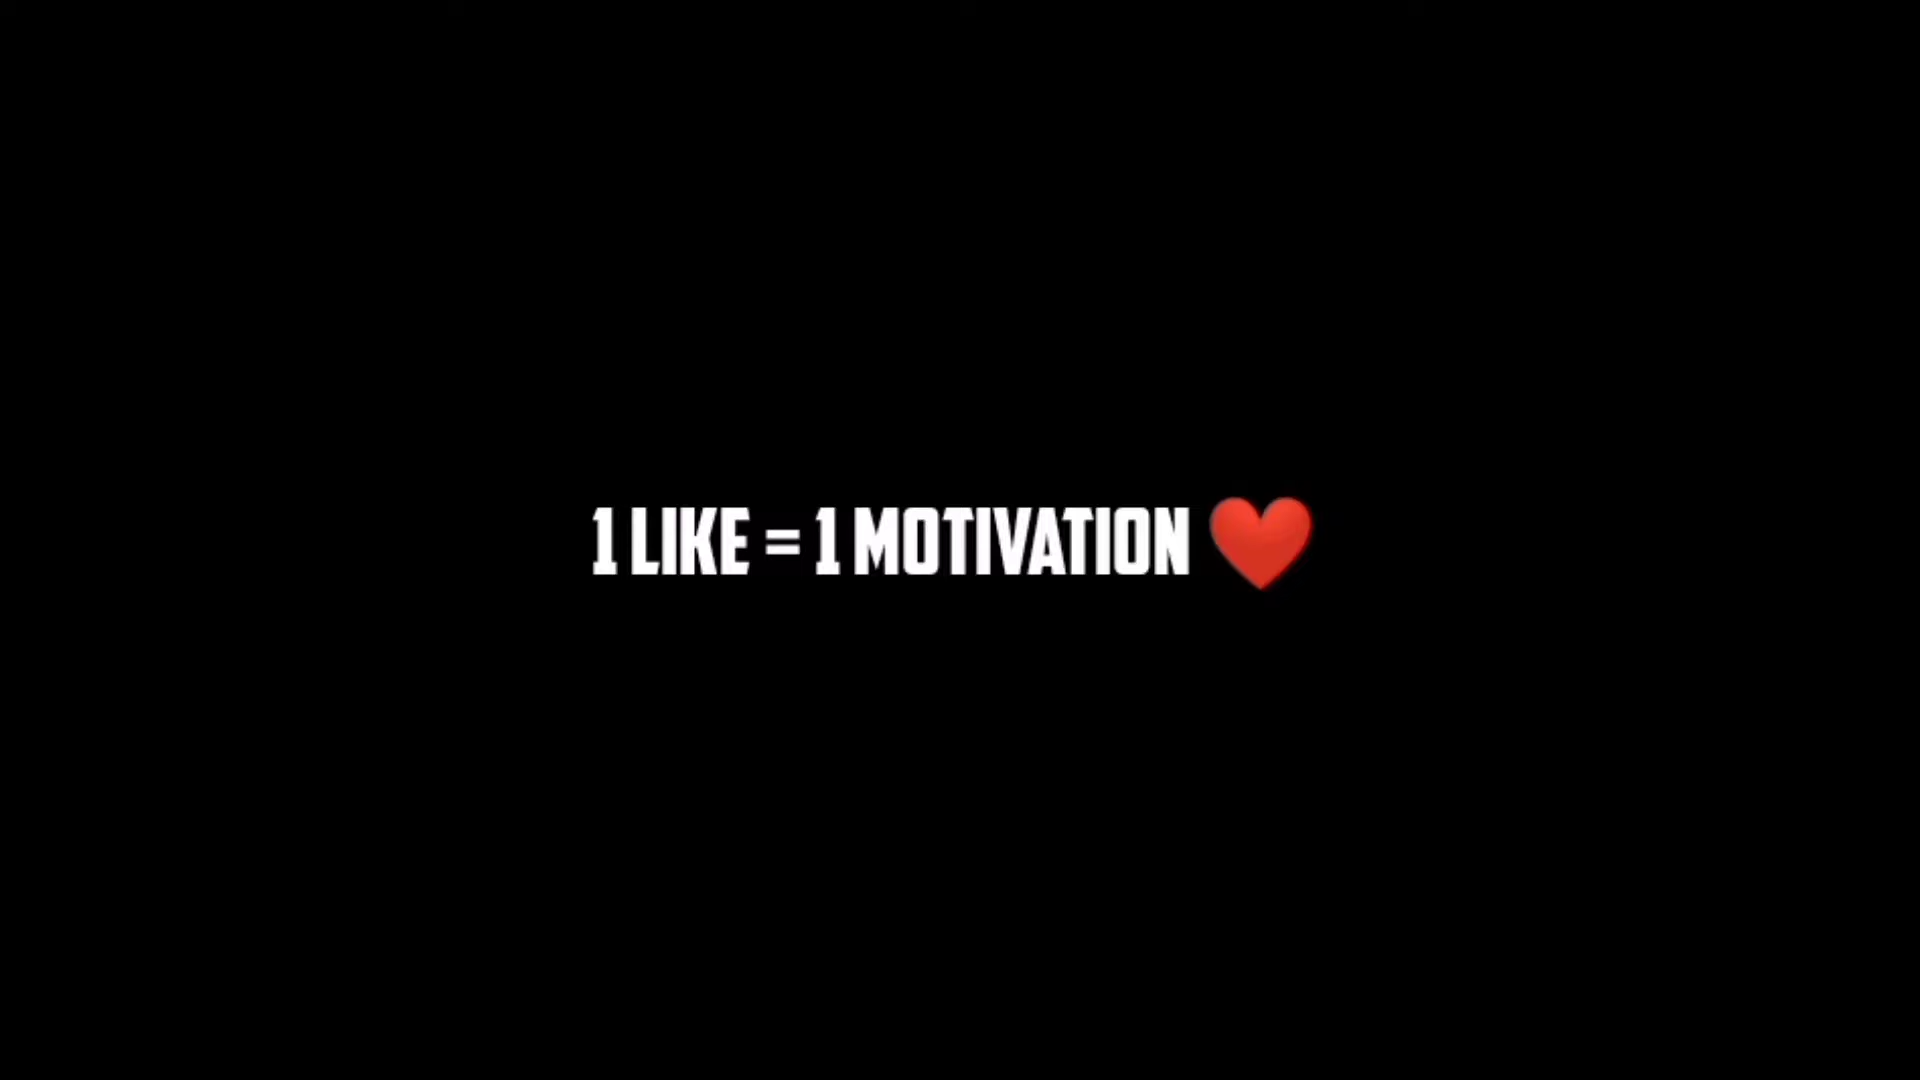 1 LIKE = 1 MOTIVATION ❤️